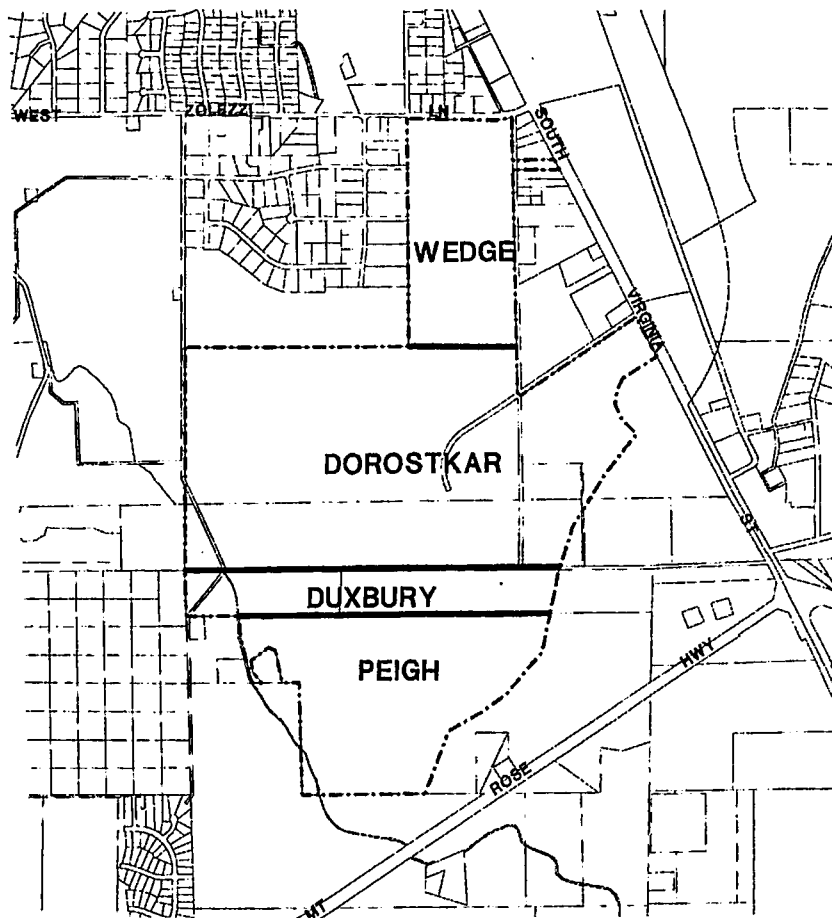 WEST ZOLEZZI LN
SOUTH VIRGINIA ST
WEDGE
DOROSTKAR
DUXBURY
PEIGH
MT ROSE HWY